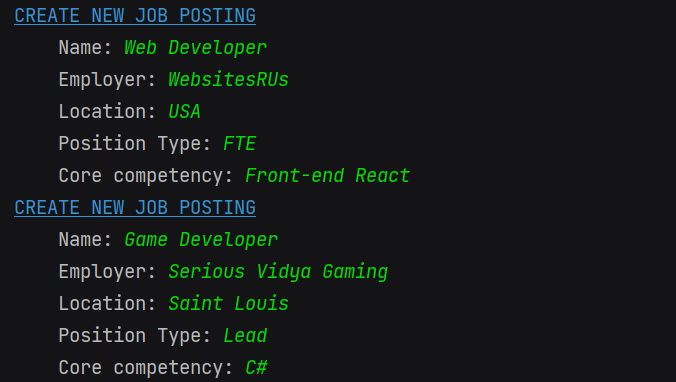 CREATE NEW JOB POSTING
Name: Web Developer
Employer: WebsitesRUs
Location: USA
Position Type: FTE
Core competency: Front-end React
CREATE NEW JOB POSTING
Name: Game Developer
Employer: Serious Vidya Gaming
Location: Saint Louis
Position Type: Lead
Core competency: C#